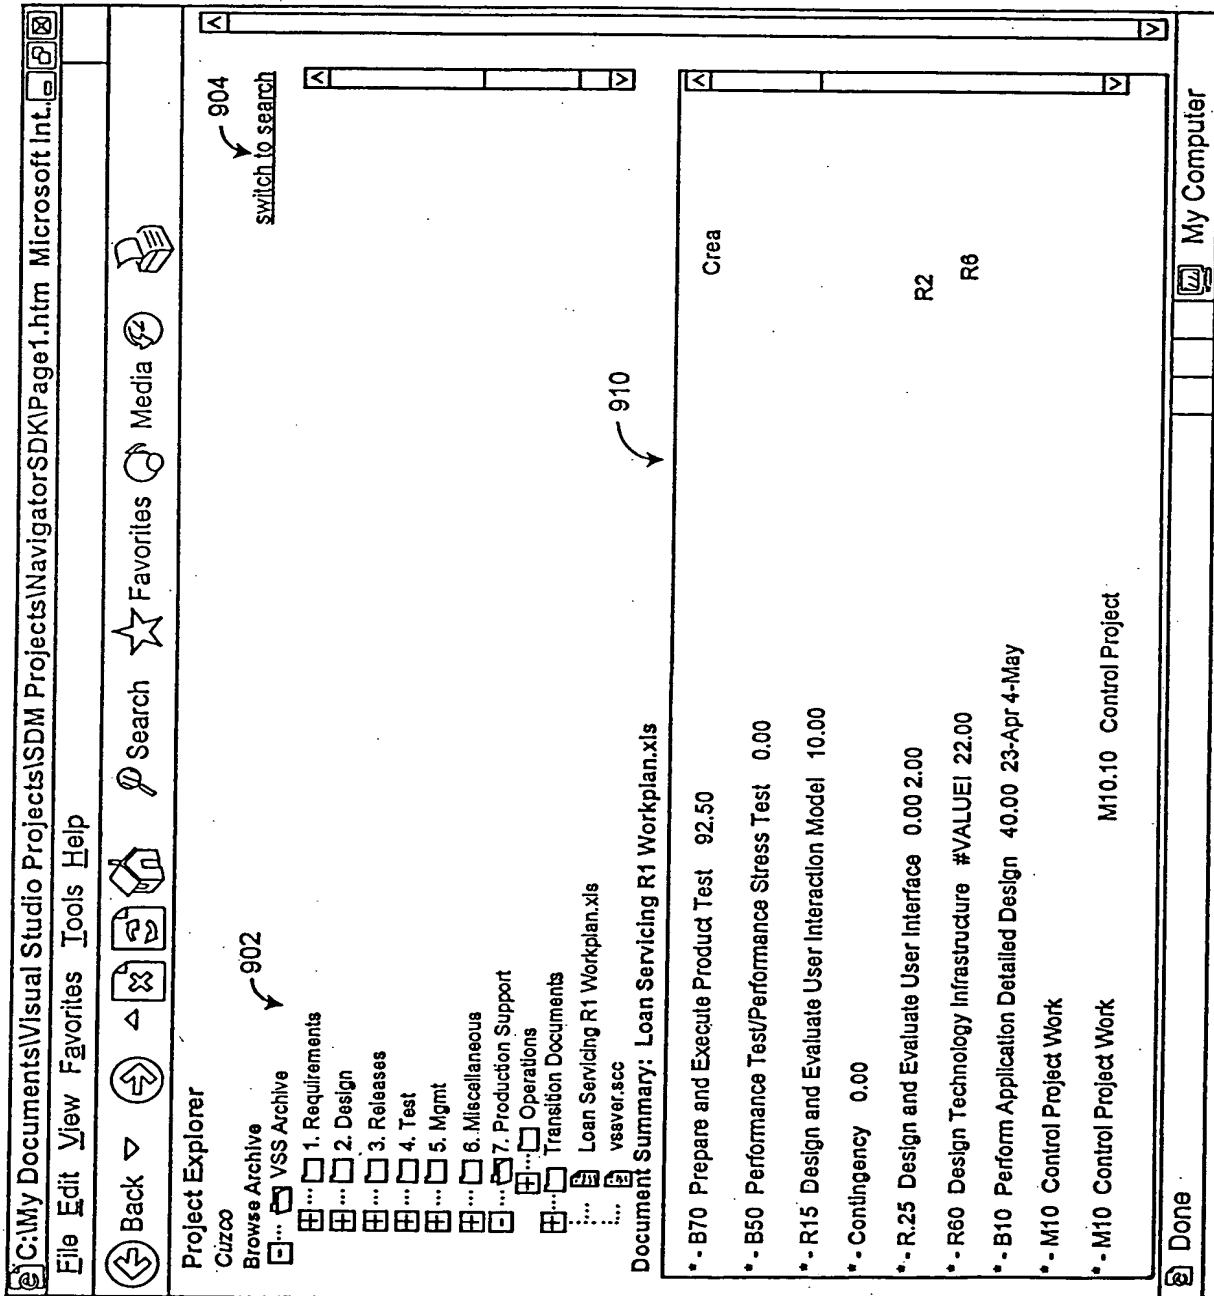 C:\My Documents\Visual Studio Projects\SDM Projects\NavigatorSDK\Page1.htm Microsoft Int..
File Edit View Favorites Tools Help
Back Search Favorites Media
Project Explorer
904
Cuzco
switch to search
Browse Archive
902
VSS Archive
1. Requirements
2. Design
3. Releases
4. Test
5. Mgmt
6. Miscellaneous
7. Production Support
Operations
Transition Documents
Loan Servicing R1 Workplan.xls
vssver.scc
910
Document Summary: Loan Servicing R1 Workplan.xls
* - B70 Prepare and Execute Product Test 92.50 Crea
* - B50 Performance Test/Performance Stress Test 0.00
* - R15 Design and Evaluate User Interaction Model 10.00
* - Contingency 0.00
* - R.25 Design and Evaluate User Interface 0.00 2.00 R2
* - R60 Design Technology Infrastructure #VALUE! 22.00 R6
* - B10 Perform Application Detailed Design 40.00 23-Apr 4-May
* - M10 Control Project Work
* - M10 Control Project Work M10.10 Control Project
Done My Computer